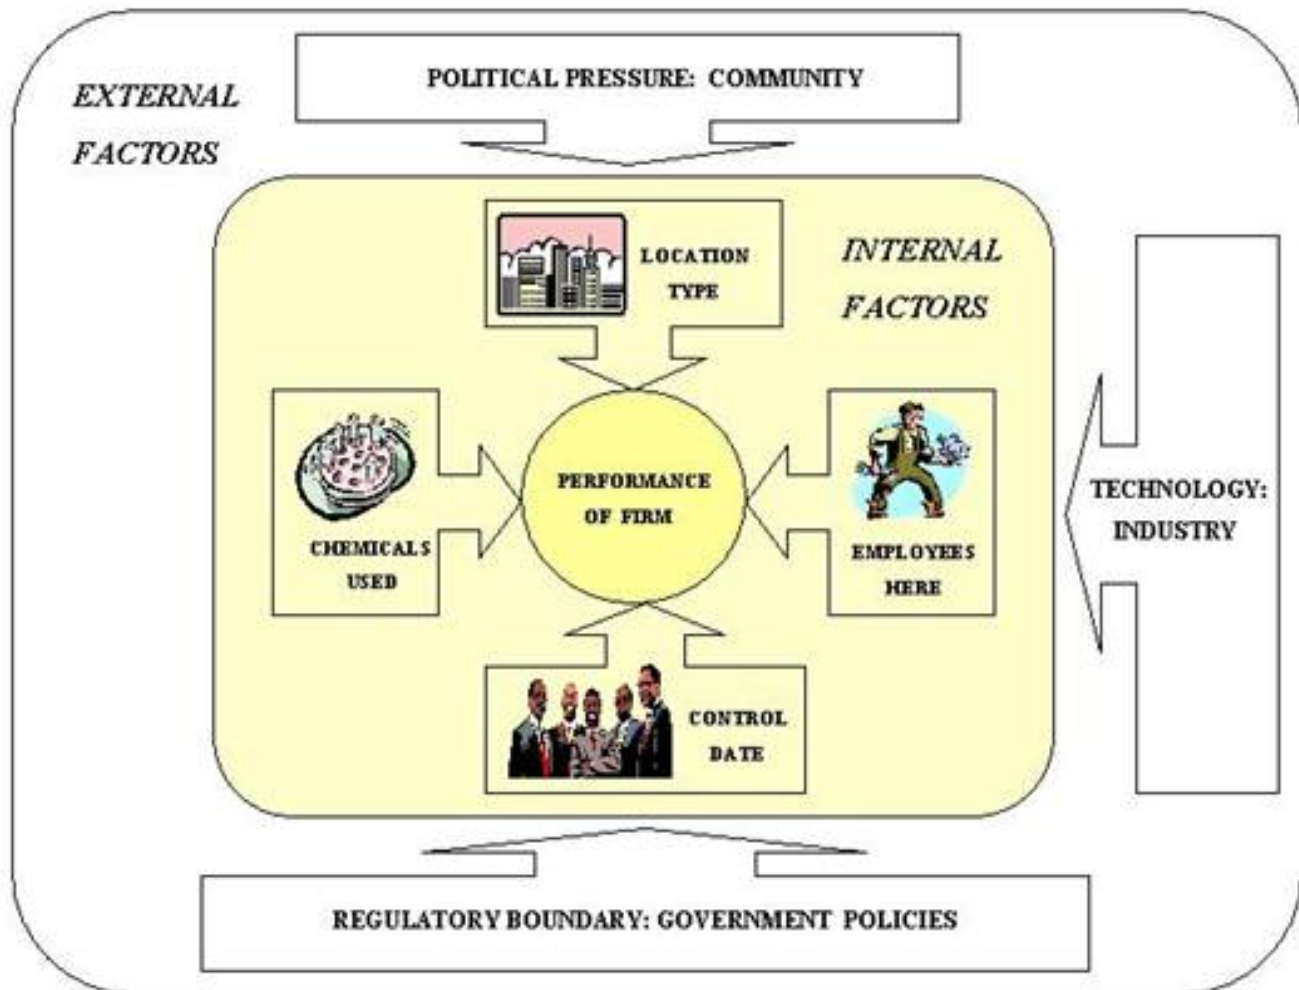 POLITICAL PRESSURE: COMMUNITY
EXTERNAL
FACTORS
LOCATION
TYPE
INTERNAL
FACTORS
CHEMICALS
USED
PERFORMANCE
OF FIRM
EMPLOYEES
HERE
TECHNOLOGY:
INDUSTRY
CONTROL
DATE
REGULATORY BOUNDARY: GOVERNMENT POLICIES